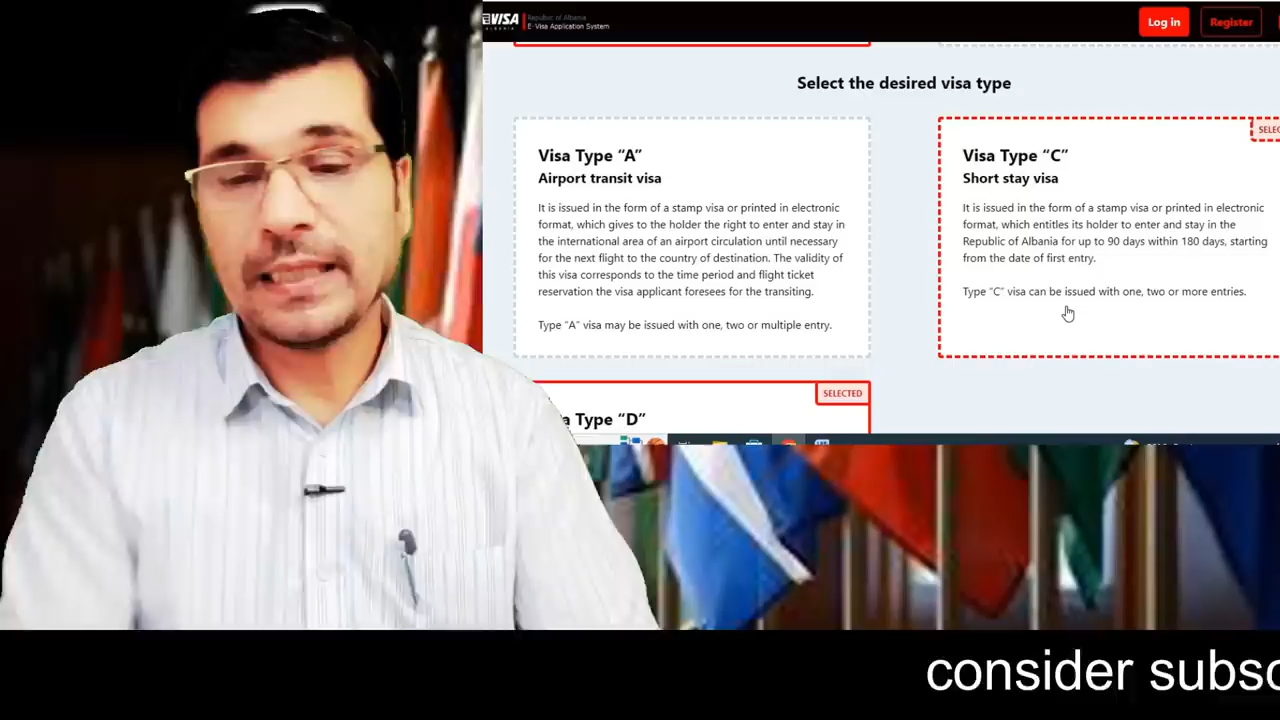 VISA
ALBANIA
Republic of Albania
E-Visa Application System
Log in
Register
Select the desired visa type
Visa Type “A”
Airport transit visa
It is issued in the form of a stamp visa or printed in electronic
format, which gives to the holder the right to enter and stay in
the international area of an airport circulation until necessary
for the next flight to the country of destination. The validity of
this visa corresponds to the time period and flight ticket
reservation the visa applicant foresees for the transiting.
Type “A” visa may be issued with one, two or multiple entry.
SELEC
Visa Type “C”
Short stay visa
It is issued in the form of a stamp visa or printed in electronic
format, which entitles its holder to enter and stay in the
Republic of Albania for up to 90 days within 180 days, starting
from the date of first entry.
Type “C” visa can be issued with one, two or more entries.
SELECTED
a Type “D”
consider subsc